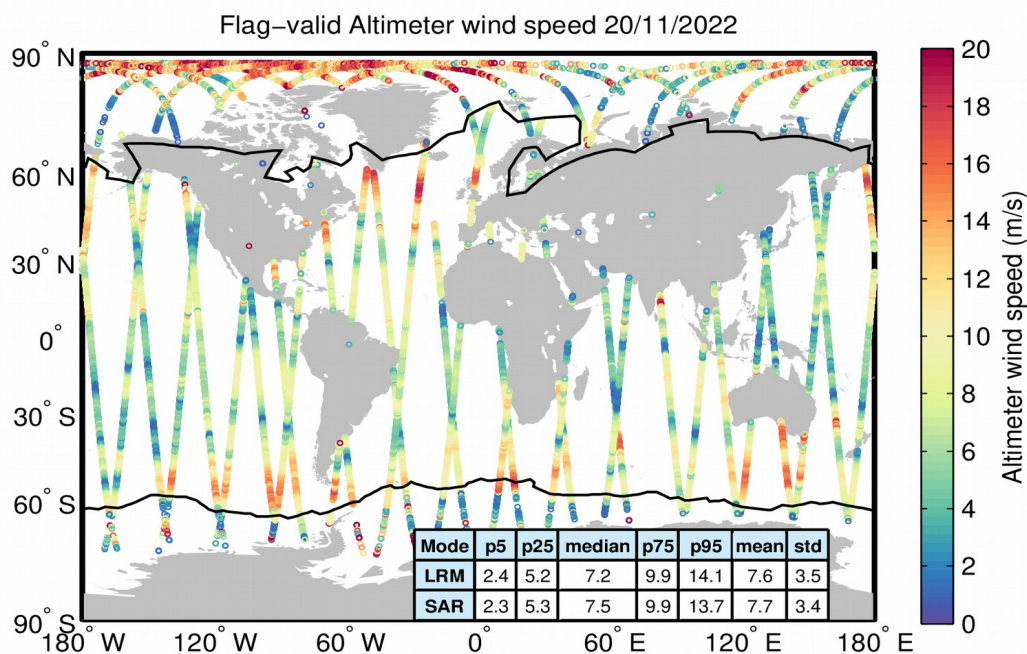 Flag-valid Altimeter wind speed 20/11/2022
90° N
60° N
30° N
0°
30° S
60° S
90° S
180° W
120° W
60° W
0°
60° E
120° E
180° E
20
18
16
14
12
10
8
6
4
2
0
Altimeter wind speed (m/s)
Mode p5 p25 median p75 p95 mean std
LRM 2.4 5.2 7.2 9.9 14.1 7.6 3.5
SAR 2.3 5.3 7.5 9.9 13.7 7.7 3.4